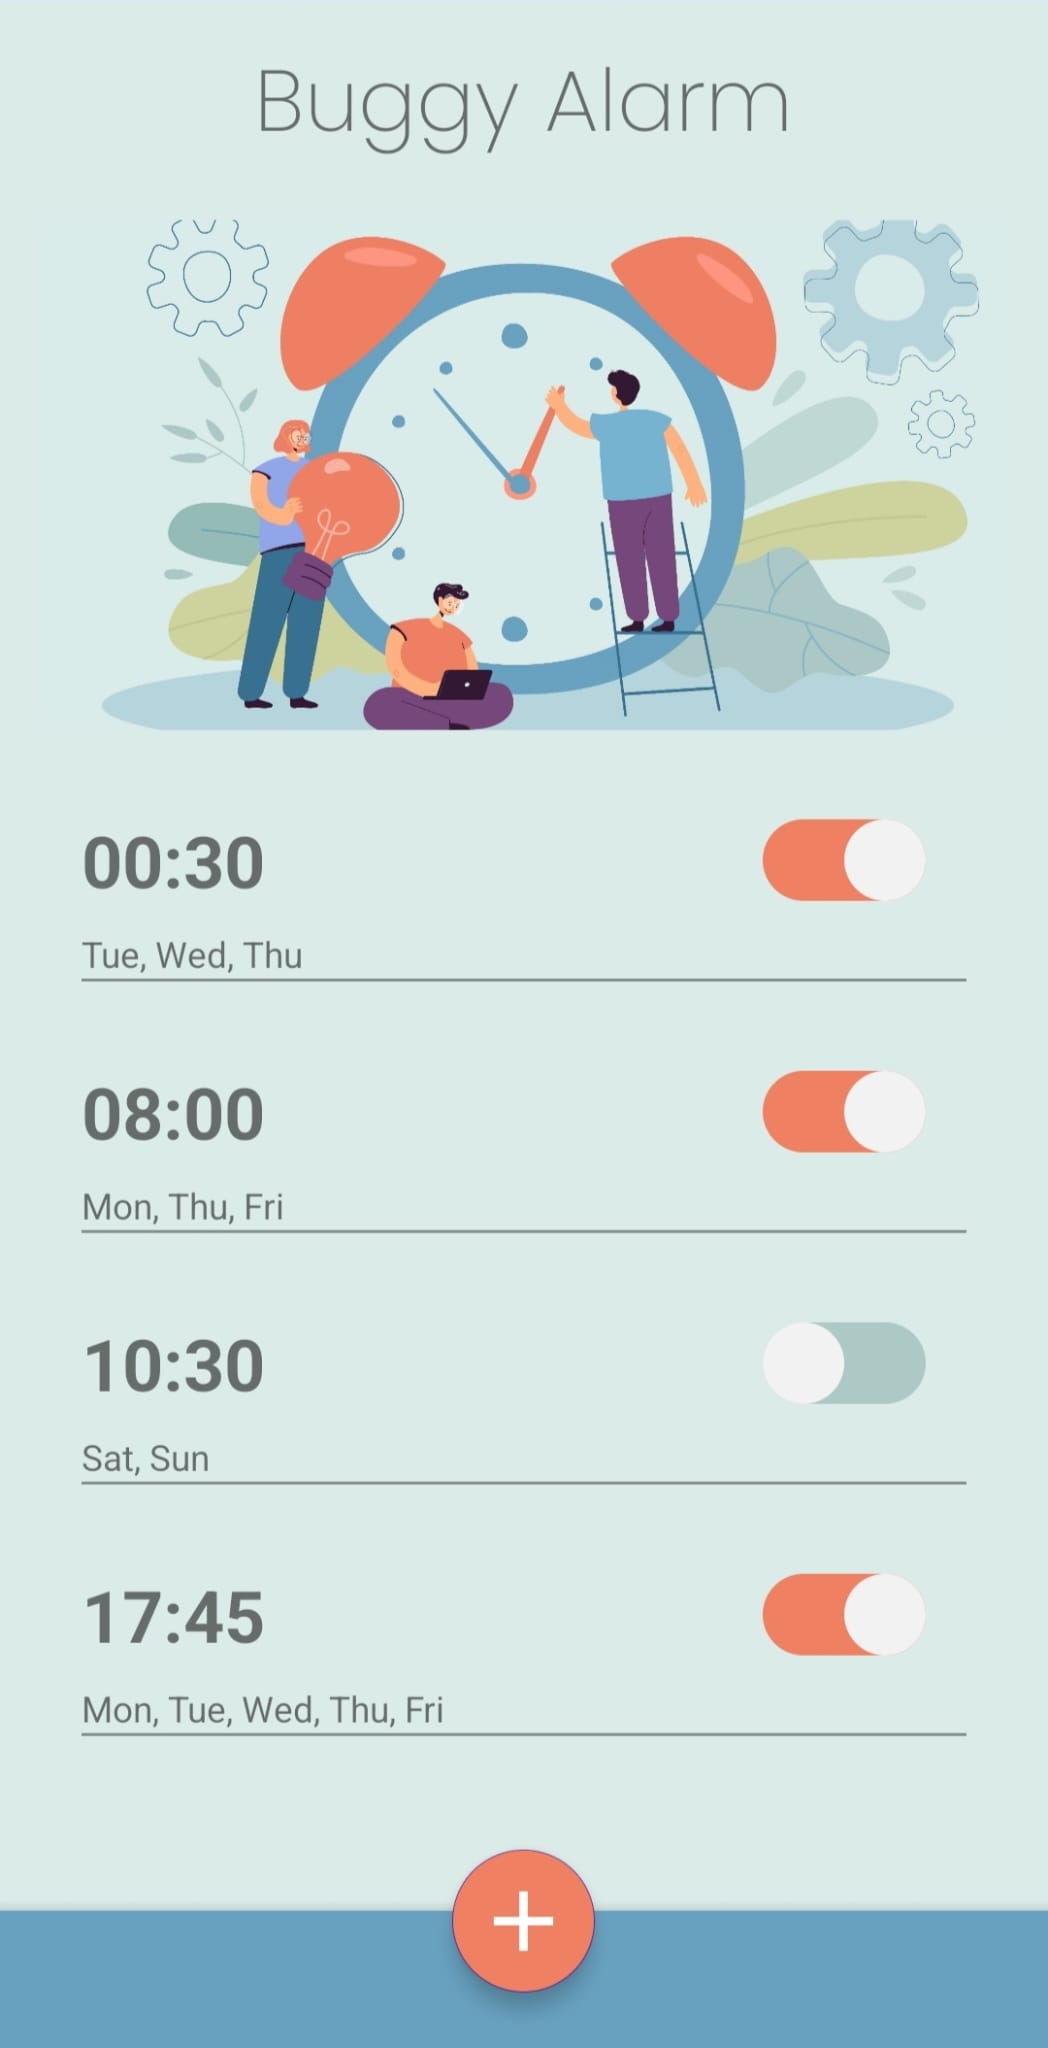 Buggy Alarm
00:30
Tue, Wed, Thu
08:00
Mon, Thu, Fri
10:30
Sat, Sun
17:45
Mon, Tue, Wed, Thu, Fri